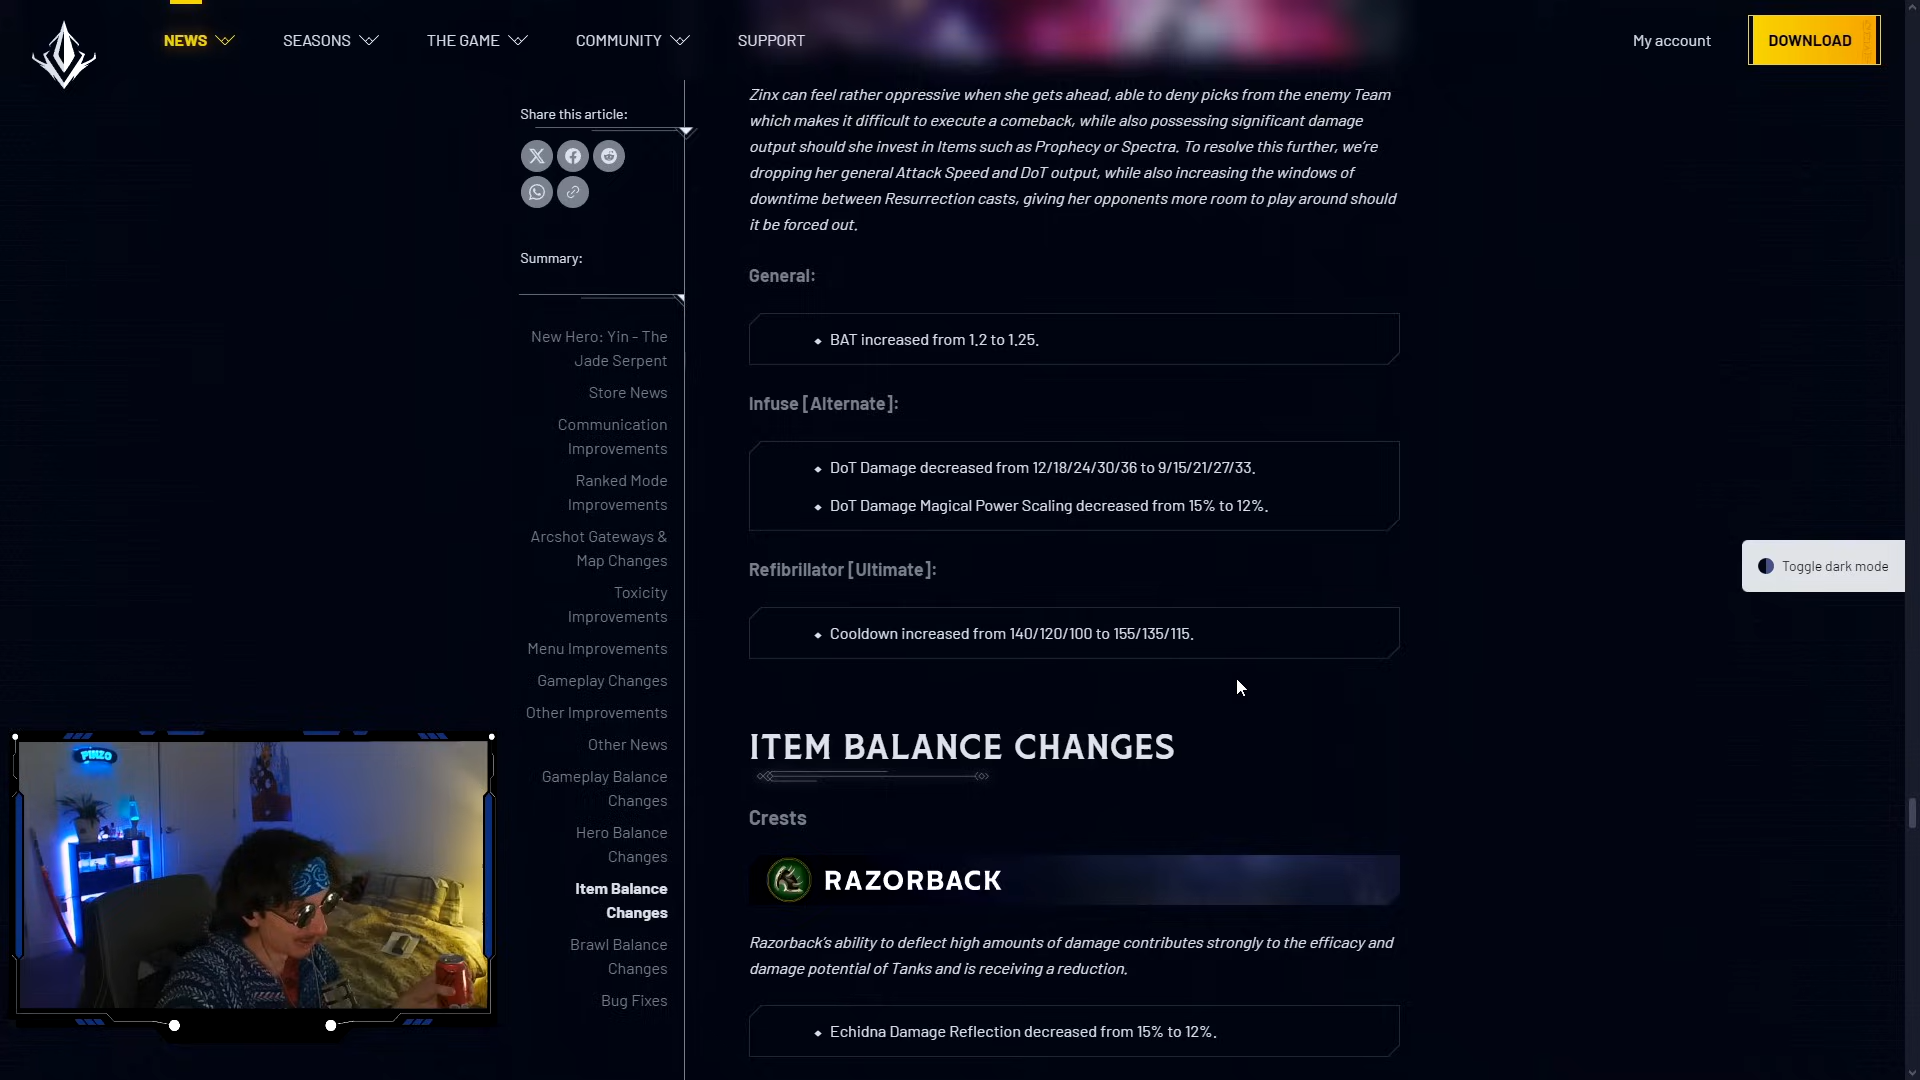 NEWS
SEASONS
THE GAME
COMMUNITY
SUPPORT
My account
DOWNLOAD
Share this article:
Summary:
New Hero: Yin - The
Jade Serpent
Store News
Communication
Improvements
Ranked Mode
Improvements
Arcshot Gateways &
Map Changes
Toxicity
Improvements
Menu Improvements
Gameplay Changes
Other Improvements
Other News
Gameplay Balance
Changes
Hero Balance
Changes
Item Balance
Changes
Brawl Balance
Changes
Bug Fixes
Zinx can feel rather oppressive when she gets ahead, able to deny picks from the enemy Team
which makes it difficult to execute a comeback, while also possessing significant damage
output should she invest in Items such as Prophecy or Spectra. To resolve this further, we're
dropping her general Attack Speed and DoT output, while also increasing the windows of
downtime between Resurrection casts, giving her opponents more room to play around should
it be forced out.
General:
BAT increased from 1.2 to 1.25.
Infuse [Alternate]:
DoT Damage decreased from 12/18/24/30/36 to 9/15/21/27/33.
DoT Damage Magical Power Scaling decreased from 15% to 12%.
Refibrillator [Ultimate]:
Cooldown increased from 140/120/100 to 155/135/115.
ITEM BALANCE CHANGES
Crests
RAZORBACK
Razorback's ability to deflect high amounts of damage contributes strongly to the efficacy and
damage potential of Tanks and is receiving a reduction.
Echidna Damage Reflection decreased from 15% to 12%.
Toggle dark mode
PINZO